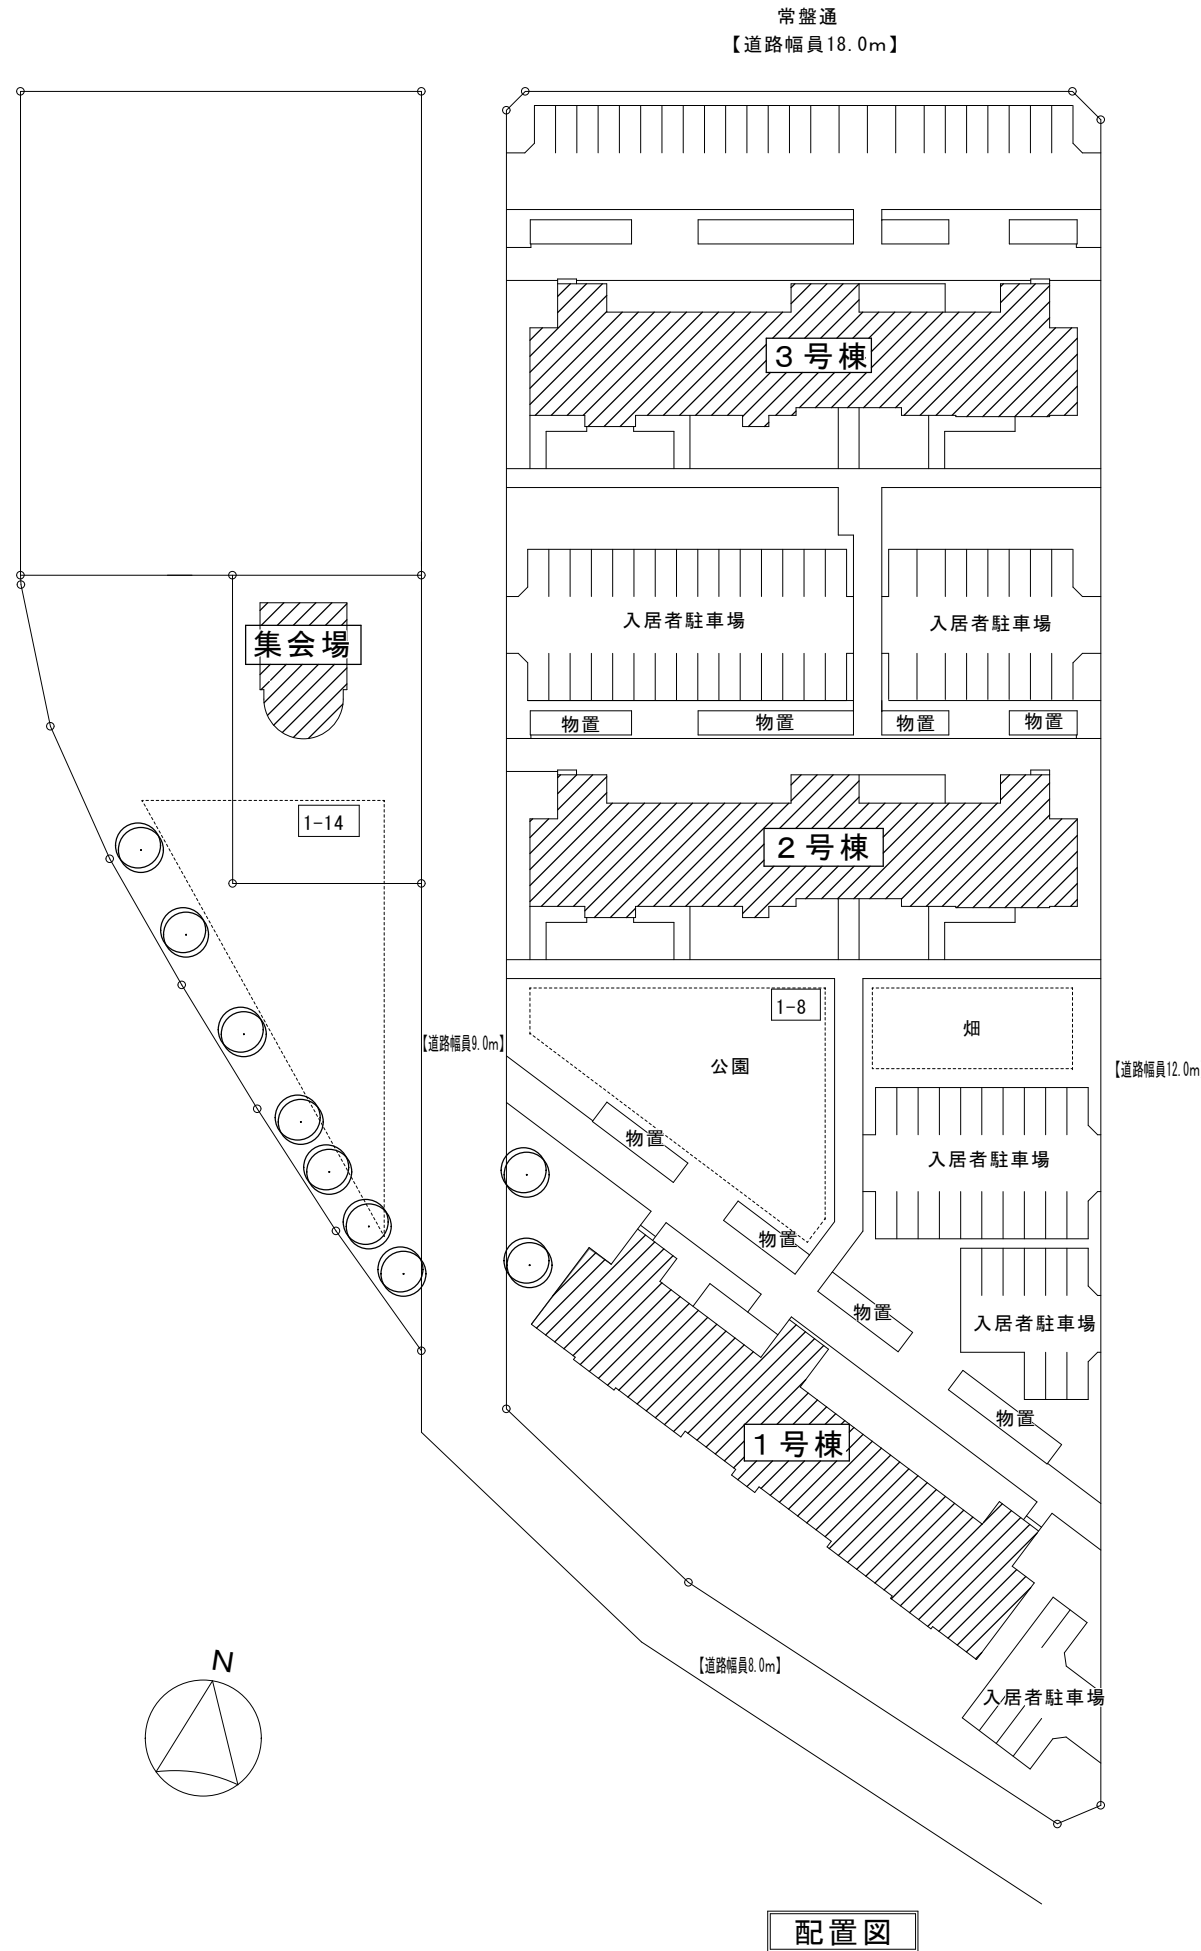 常盤通
【道路幅員18.0m】
3号棟
入居者駐車場
入居者駐車場
集会場
物置
物置
物置
物置
1-14
2号棟
1-8
畑
【道路幅員9.0m】
公園
【道路幅員12.0m
物置
入居者駐車場
物置
物置
入居者駐車場
物置
1号棟
N
【道路幅員8.0m】
入居者駐車場
配置図